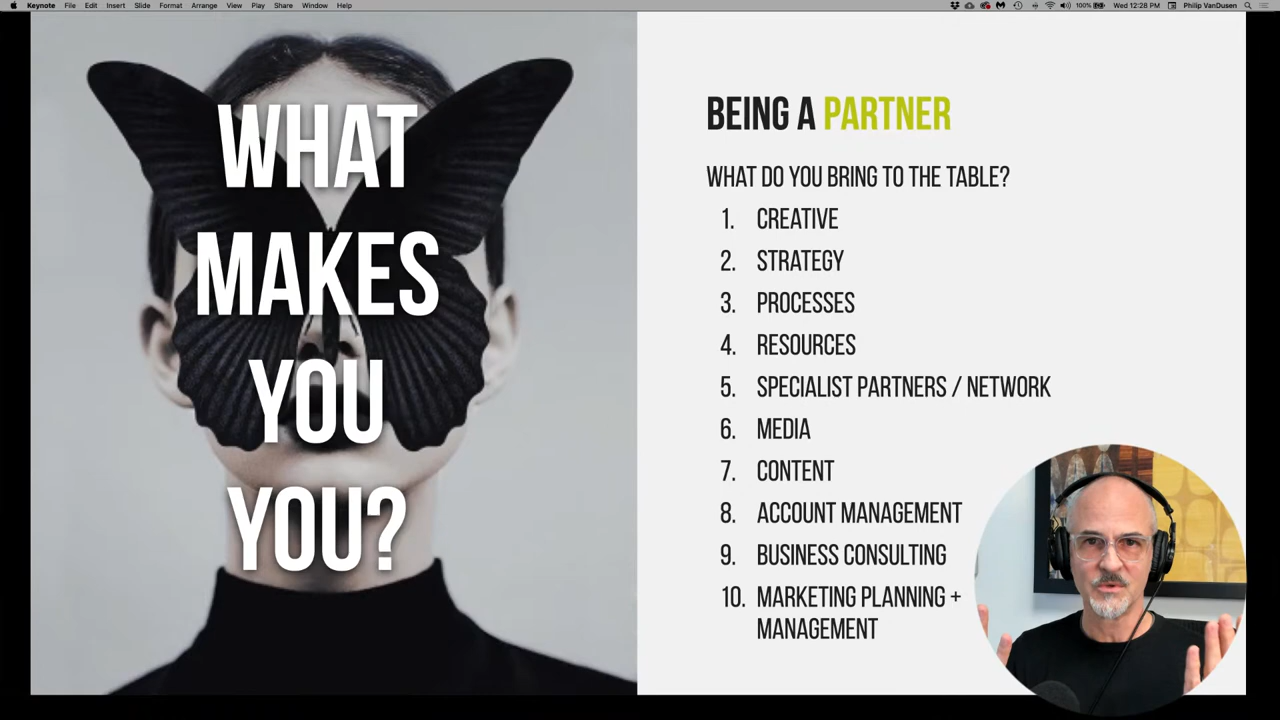 Keynote File Edit Insert Slide Format Arrange View Play Share Window Help
100% Wed 12:28 PM Philip VanDusen
WHAT
MAKES
YOU
YOU?
BEING A PARTNER
WHAT DO YOU BRING TO THE TABLE?
1. CREATIVE
2. STRATEGY
3. PROCESSES
4. RESOURCES
5. SPECIALIST PARTNERS / NETWORK
6. MEDIA
7. CONTENT
8. ACCOUNT MANAGEMENT
9. BUSINESS CONSULTING
10. MARKETING PLANNING +
MANAGEMENT